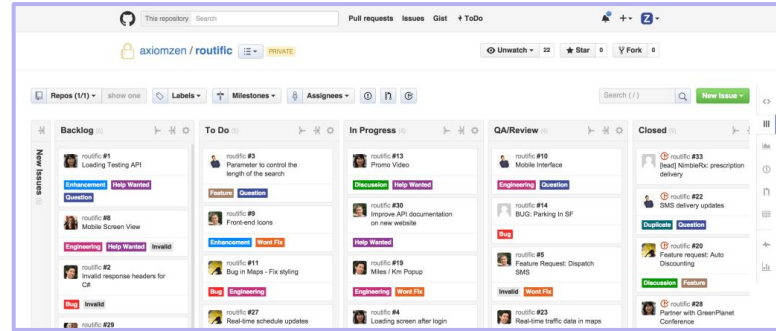 This repository Search Pull requests Issues Gist + ToDo
axiomzen / routific PRIVATE Unwatch 22 Star 0 Fork 0
Repos (1/1) show one Labels Milestones Assignees Search ( / ) New Issue
New Issues
Backlog
routific #1
Loading Testing API
Enhancement Help Wanted
Question
routific #8
Mobile Screen View
Engineering Help Wanted Invalid
routific #2
Invalid response headers for
C#
Bug Invalid
routific #29
To Do
routific #3
Parameter to control the
length of the search
Feature Question
routific #9
Front-end Icons
Enhancement Wont Fix
routific #11
Bug in Maps - Fix styling
Bug Engineering
routific #27
Real-time schedule updates
In Progress
routific #13
Promo Video
Discussion Help Wanted
routific #30
Improve API documentation
on new website
Help Wanted
routific #19
Miles / Km Popup
Engineering Wont Fix
routific #4
Loading screen after login
QA/Review
routific #10
Mobile Interface
Engineering Question
routific #14
BUG: Parking In SF
Bug
routific #5
Feature Request: Dispatch
SMS
Invalid Wont Fix
routific #23
Real-time traffic data in maps
Closed
routific #33
[lead] NimbleRx: prescription
delivery
routific #22
SMS delivery updates
Duplicate Question
routific #20
Feature request: Auto
Discounting
Discussion Feature
routific #28
Partner with GreenPlanet
Conference